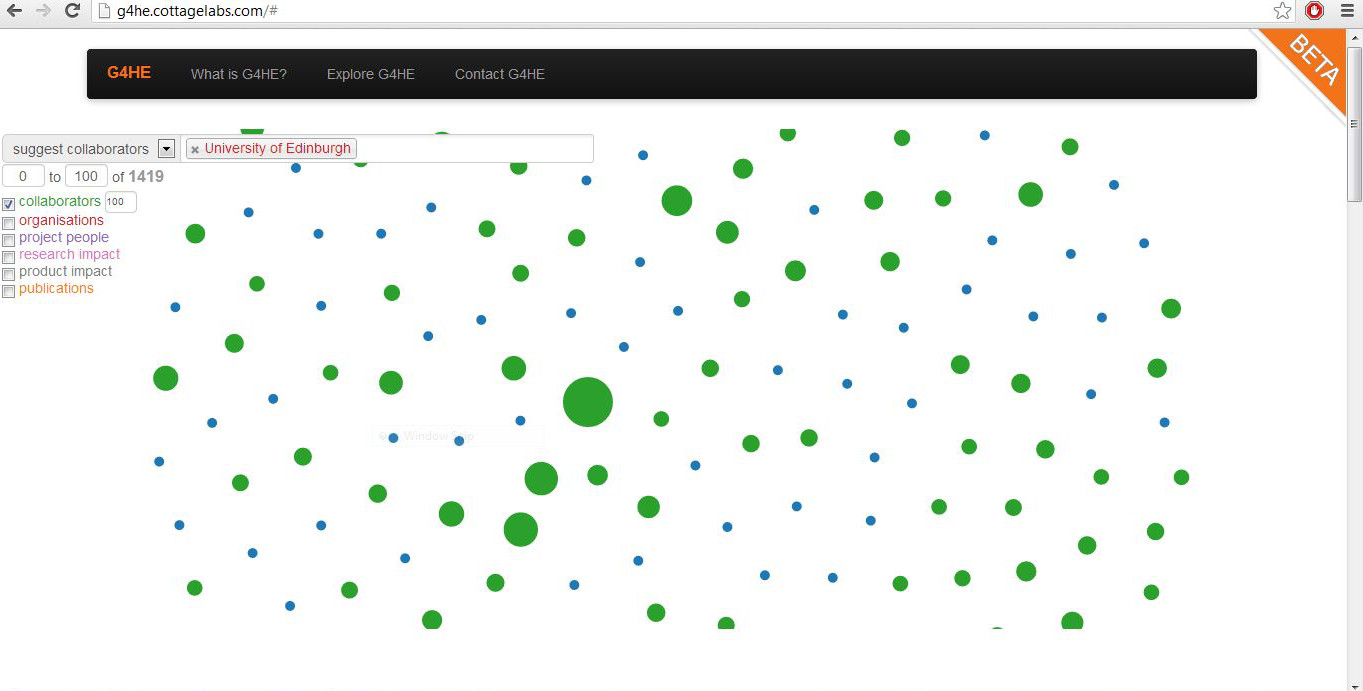 g4he.cottagelabs.com/#
BETA
G4HE What is G4HE? Explore G4HE Contact G4HE
suggest collaborators × University of Edinburgh
0 to 100 of 1419
collaborators 100
organisations
project people
research impact
product impact
publications